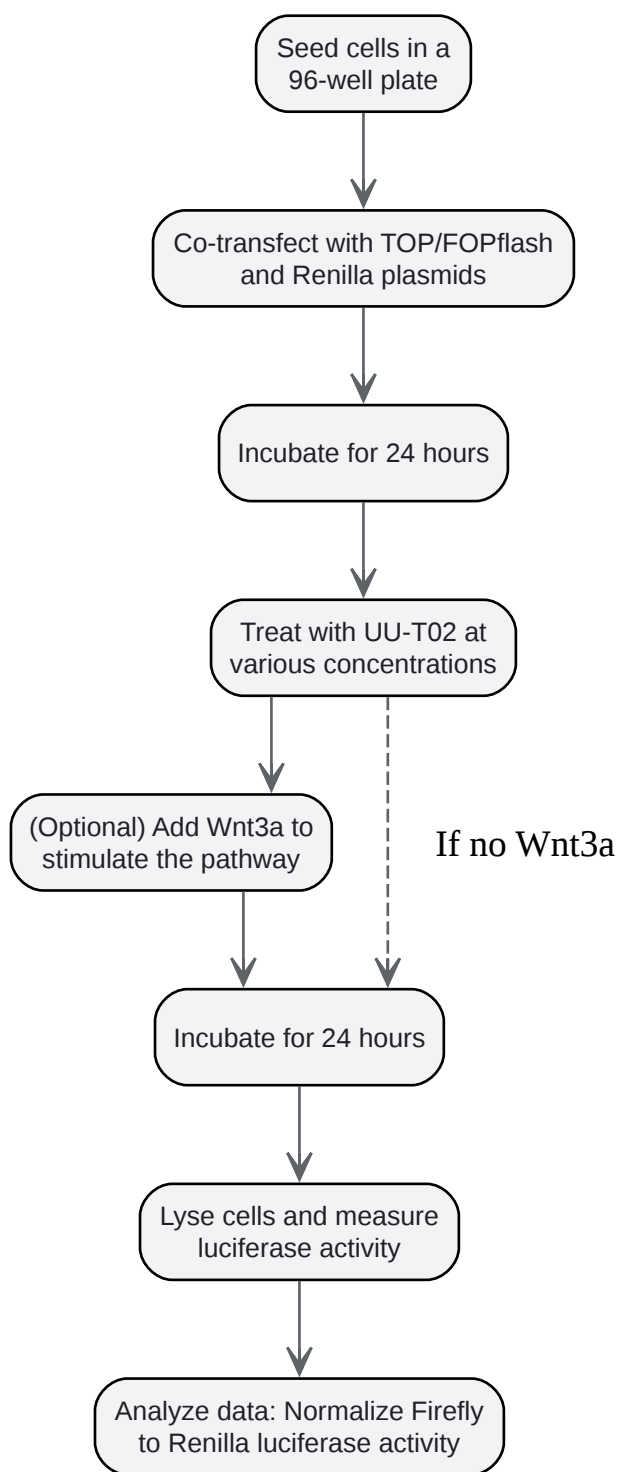 Seed cells in a
96-well plate
Co-transfect with TOP/FOPflash
and Renilla plasmids
Incubate for 24 hours
Treat with UU-T02 at
various concentrations
(Optional) Add Wnt3a to
stimulate the pathway
If no Wnt3a
Incubate for 24 hours
Lyse cells and measure
luciferase activity
Analyze data: Normalize Firefly
to Renilla luciferase activity